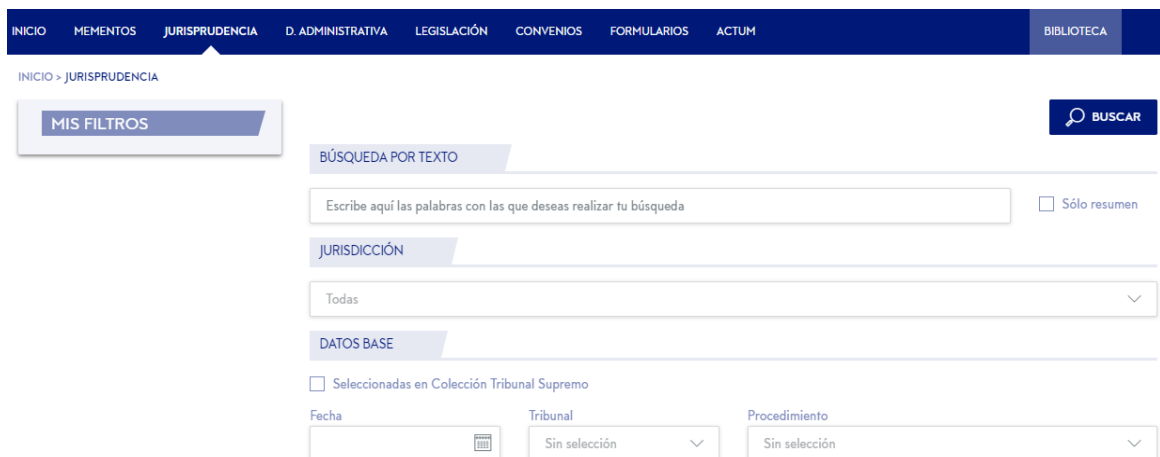 INICIO MEMENTOS JURISPRUDENCIA D. ADMINISTRATIVA LEGISLACIÓN CONVENIOS FORMULARIOS ACTUM BIBLIOTECA
INICIO > JURISPRUDENCIA
MIS FILTROS
BUSCAR
BÚSQUEDA POR TEXTO
Escribe aquí las palabras con las que deseas realizar tu búsqueda Sólo resumen
JURISDICCIÓN
Todas
DATOS BASE
Seleccionadas en Colección Tribunal Supremo
Fecha Tribunal Procedimiento
Sin selección Sin selección